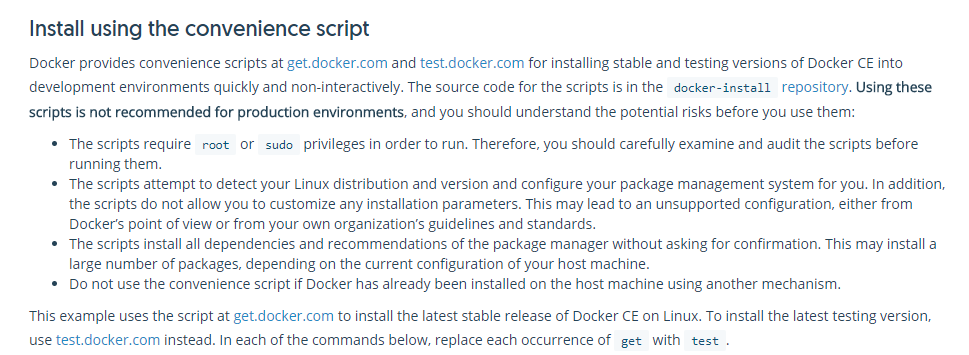 Install using the convenience script
Docker provides convenience scripts at get.docker.com and test.docker.com for installing stable and testing versions of Docker CE into
development environments quickly and non-interactively. The source code for the scripts is in the docker-install repository. Using these
scripts is not recommended for production environments, and you should understand the potential risks before you use them:
• The scripts require root or sudo privileges in order to run. Therefore, you should carefully examine and audit the scripts before
running them.
• The scripts attempt to detect your Linux distribution and version and configure your package management system for you. In addition,
the scripts do not allow you to customize any installation parameters. This may lead to an unsupported configuration, either from
Docker’s point of view or from your own organization’s guidelines and standards.
• The scripts install all dependencies and recommendations of the package manager without asking for confirmation. This may install a
large number of packages, depending on the current configuration of your host machine.
• Do not use the convenience script if Docker has already been installed on the host machine using another mechanism.
This example uses the script at get.docker.com to install the latest stable release of Docker CE on Linux. To install the latest testing version,
use test.docker.com instead. In each of the commands below, replace each occurrence of get with test .